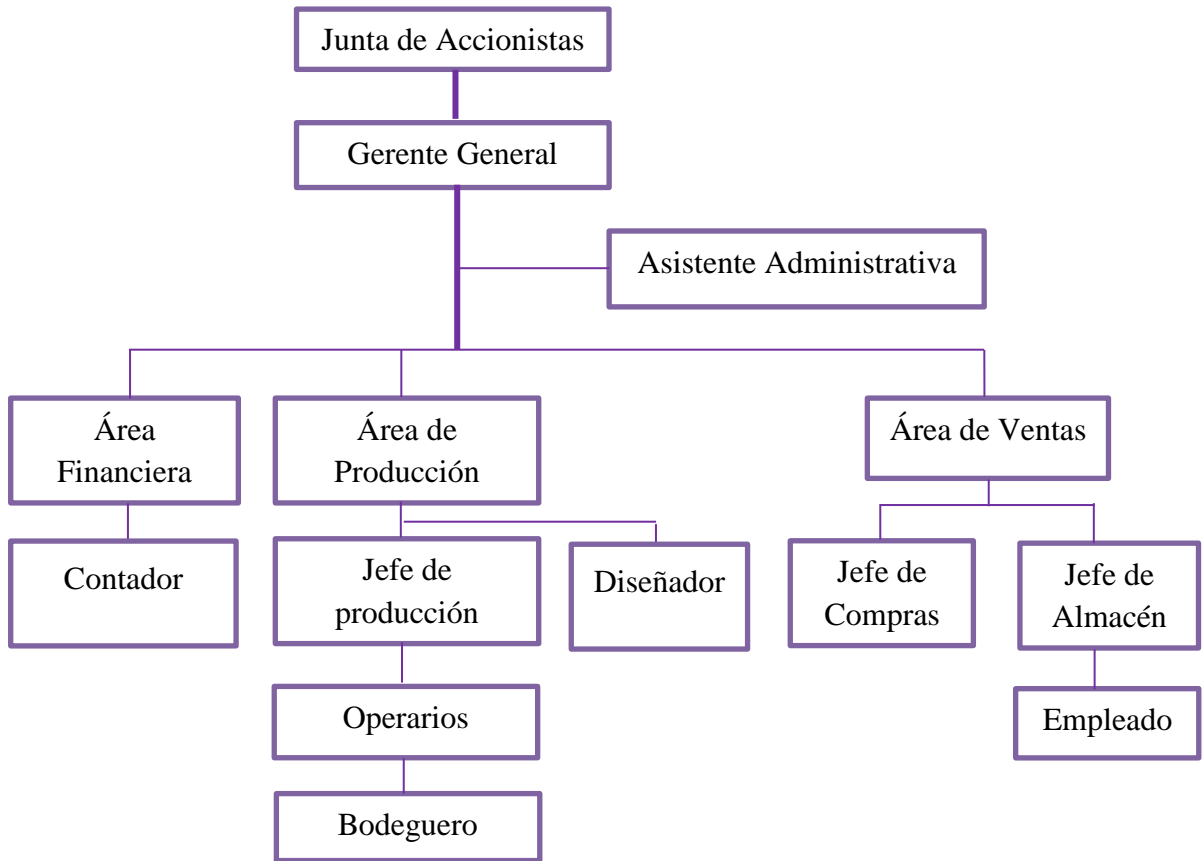 Junta de Accionistas
Gerente General
Asistente Administrativa
Área
Financiera
Área de
Producción
Área de Ventas
Contador
Jefe de
producción
Diseñador
Jefe de
Compras
Jefe de
Almacén
Operarios
Empleado
Bodeguero